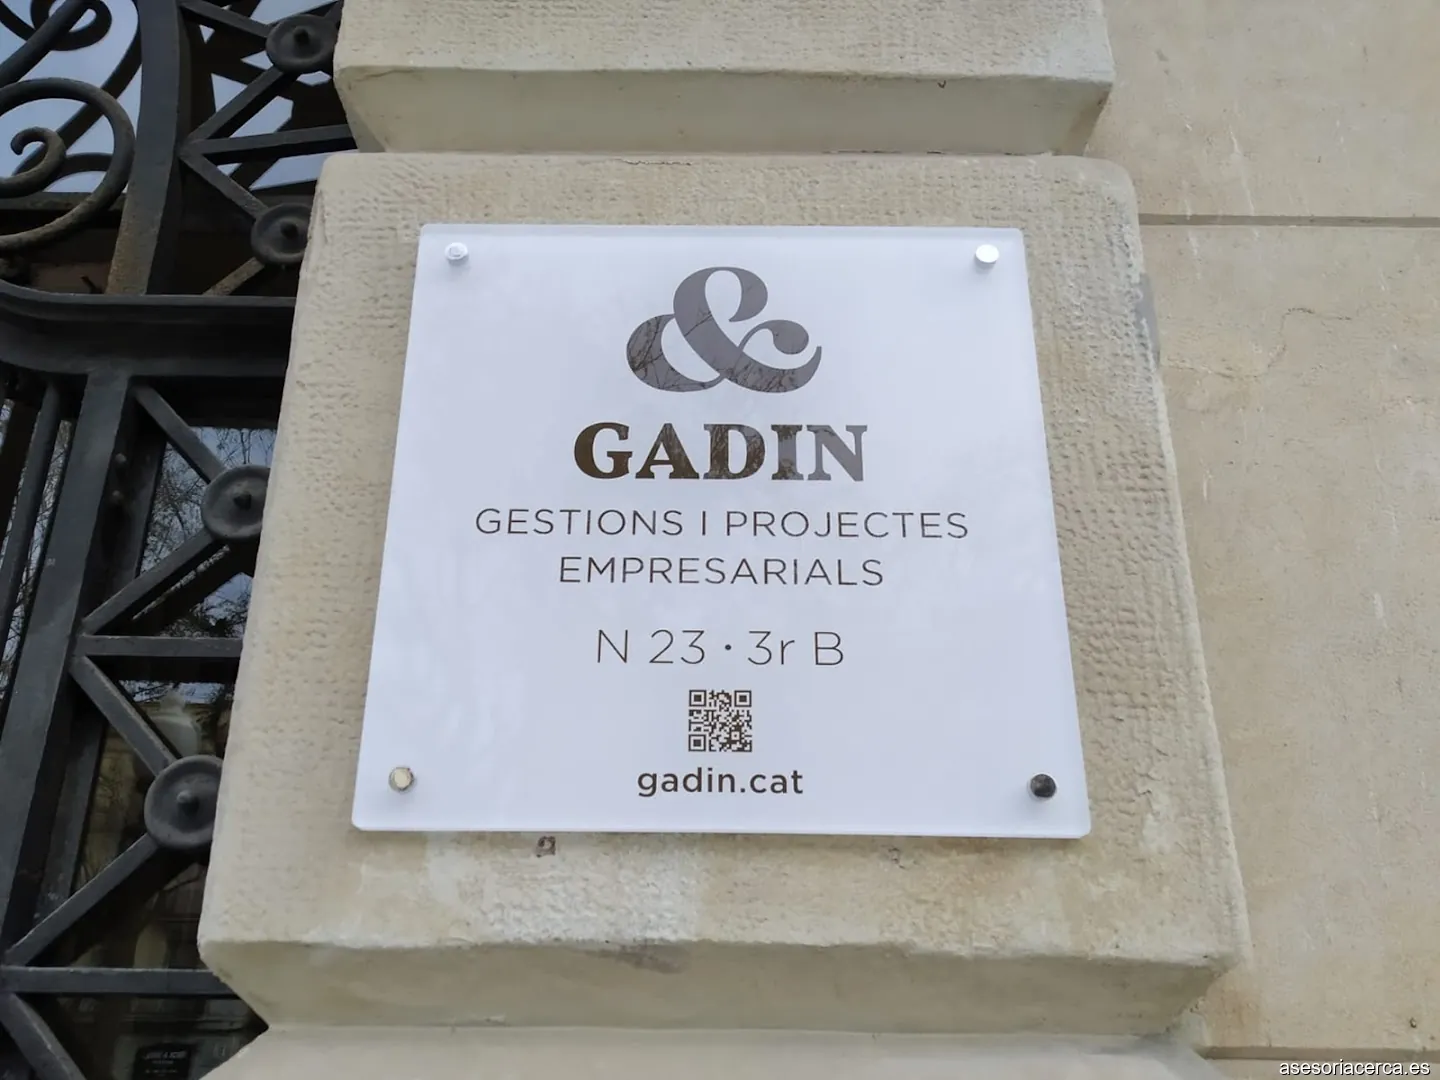 &
GADIN
GESTIONS I PROJECTES
EMPRESARIALS
N 23 · 3r B
gadin.cat
asesoriacerca.es